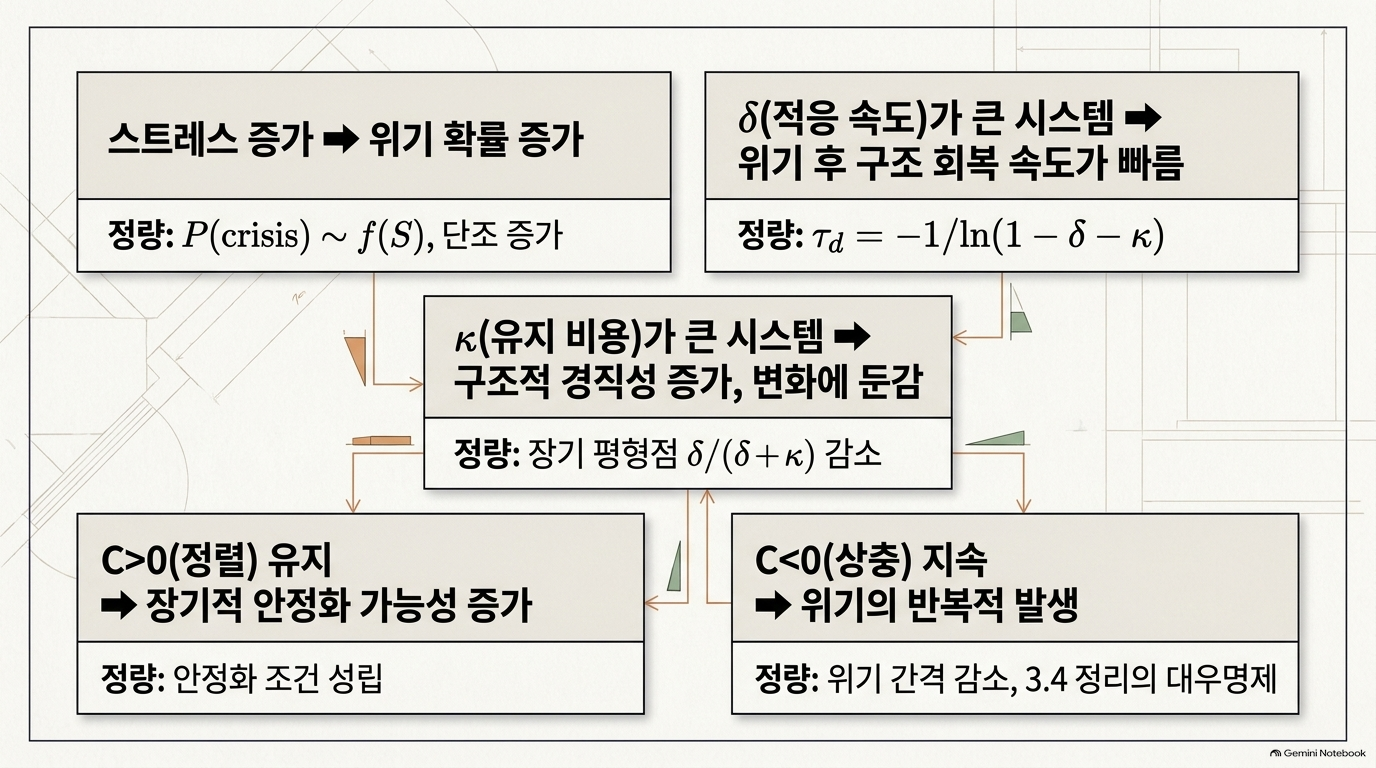 스트레스 증가 ➡ 위기 확률 증가
정량: P(crisis) ∼ f(S), 단조 증가
δ(적응 속도)가 큰 시스템 ➡
위기 후 구조 회복 속도가 빠름
정량: τ_d = −1/ln(1 − δ − κ)
κ(유지 비용)가 큰 시스템 ➡
구조적 경직성 증가, 변화에 둔감
정량: 장기 평형점 δ/(δ+κ) 감소
C>0(정렬) 유지
➡ 장기적 안정화 가능성 증가
정량: 안정화 조건 성립
C<0(상충) 지속
➡ 위기의 반복적 발생
정량: 위기 간격 감소, 3.4 정리의 대우명제
Gemini Notebook